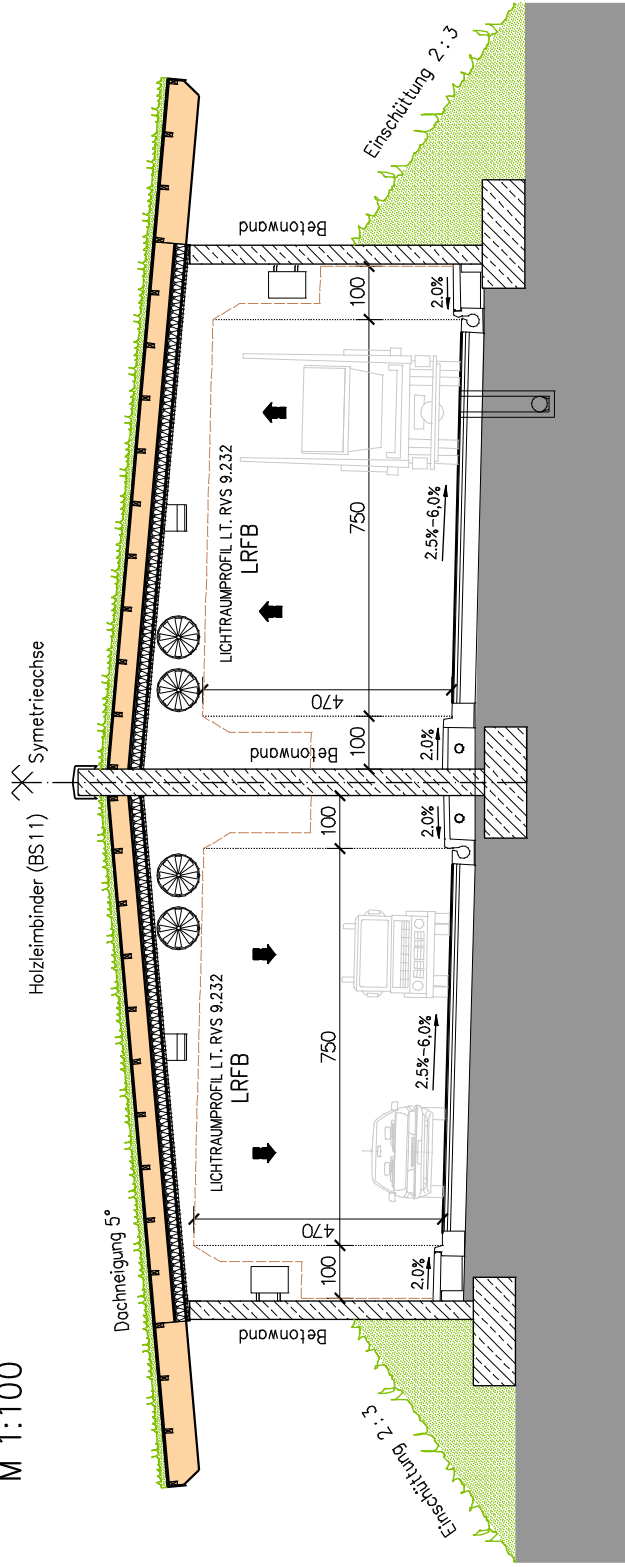 M 1:100
Holzleimbinder (BS11)
Symetrieachse
Dachneigung 5°
LICHTRAUMPROFIL LT. RVS 9.232
LRFB
LICHTRAUMPROFIL LT. RVS 9.232
LRFB
Betonwand
Betonwand
Betonwand
Einschüttung 2:3
Einschüttung 2:3
470
470
100
750
100
100
750
100
2.0%
2.5%-6,0%
2.0%
2.0%
2.5%-6,0%
2.0%